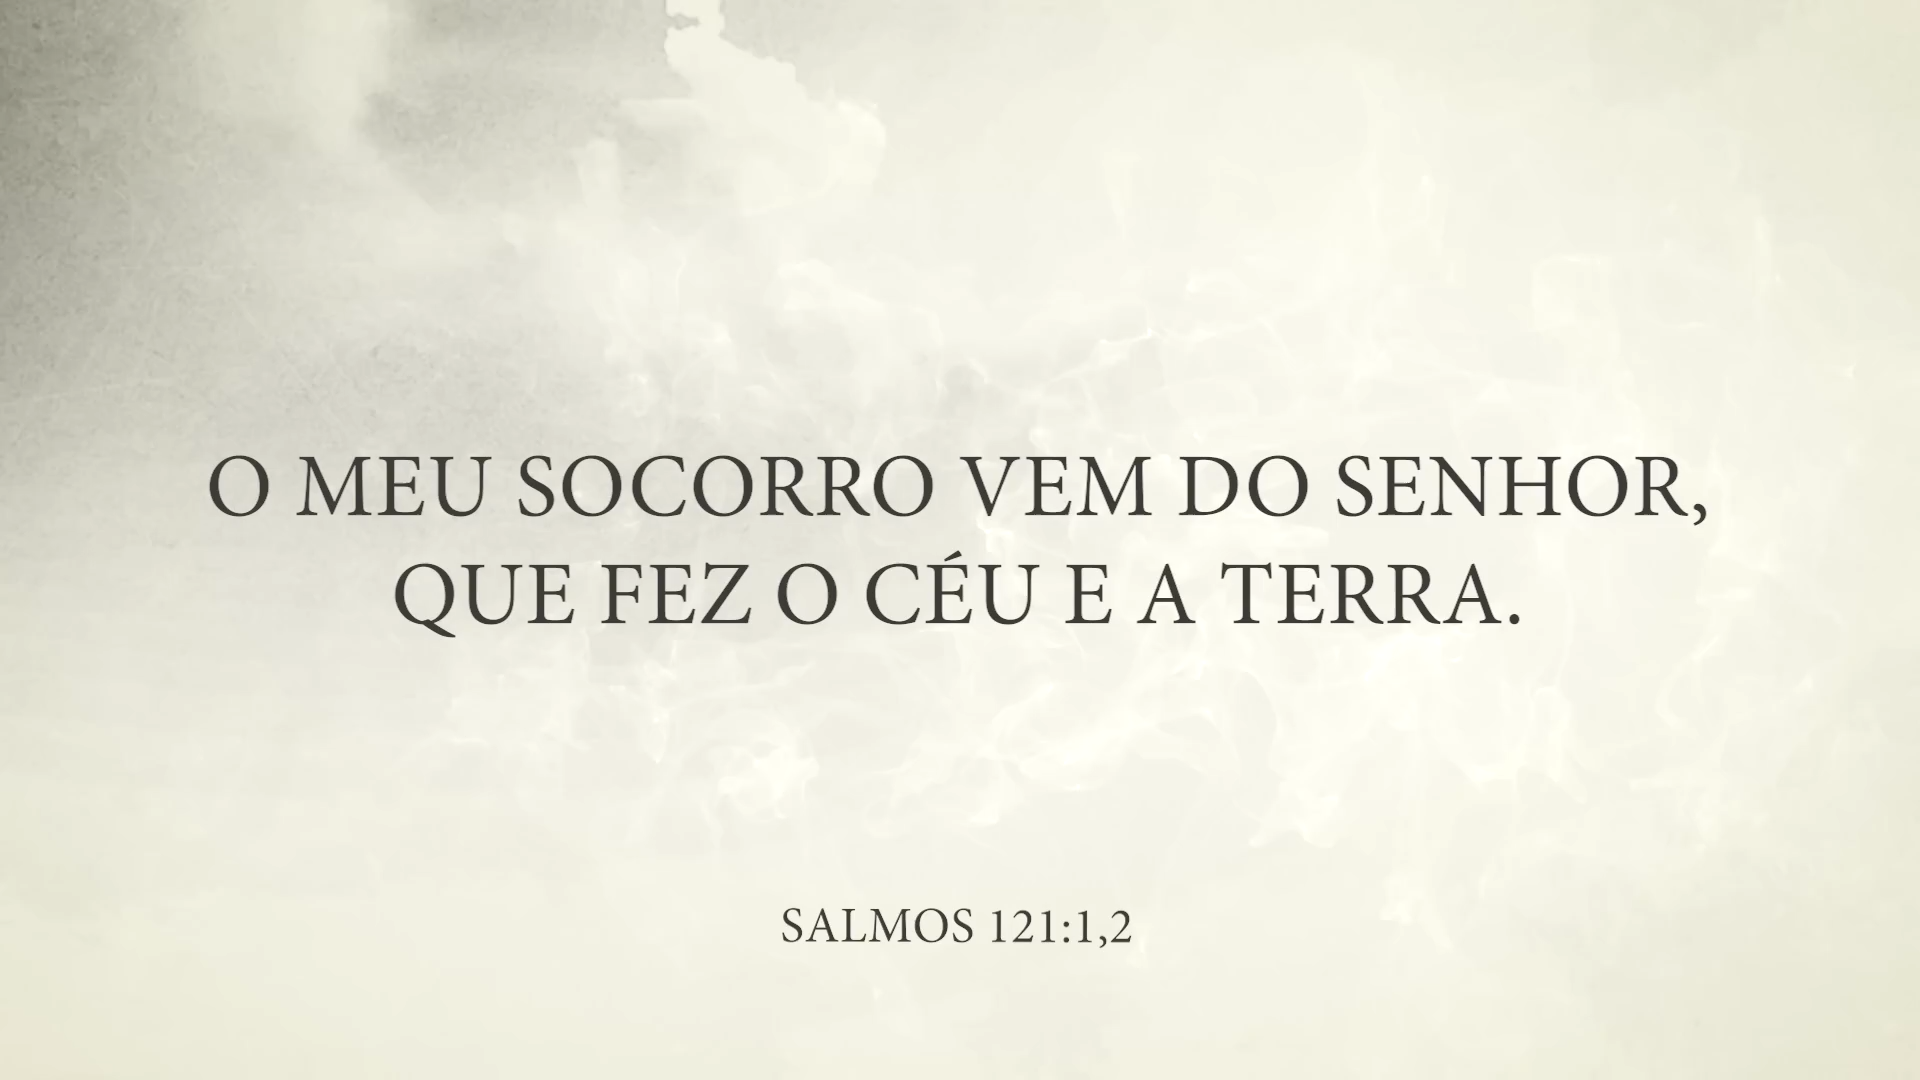 O MEU SOCORRO VEM DO SENHOR,
QUE FEZ O CÉU E A TERRA.
SALMOS 121:1,2